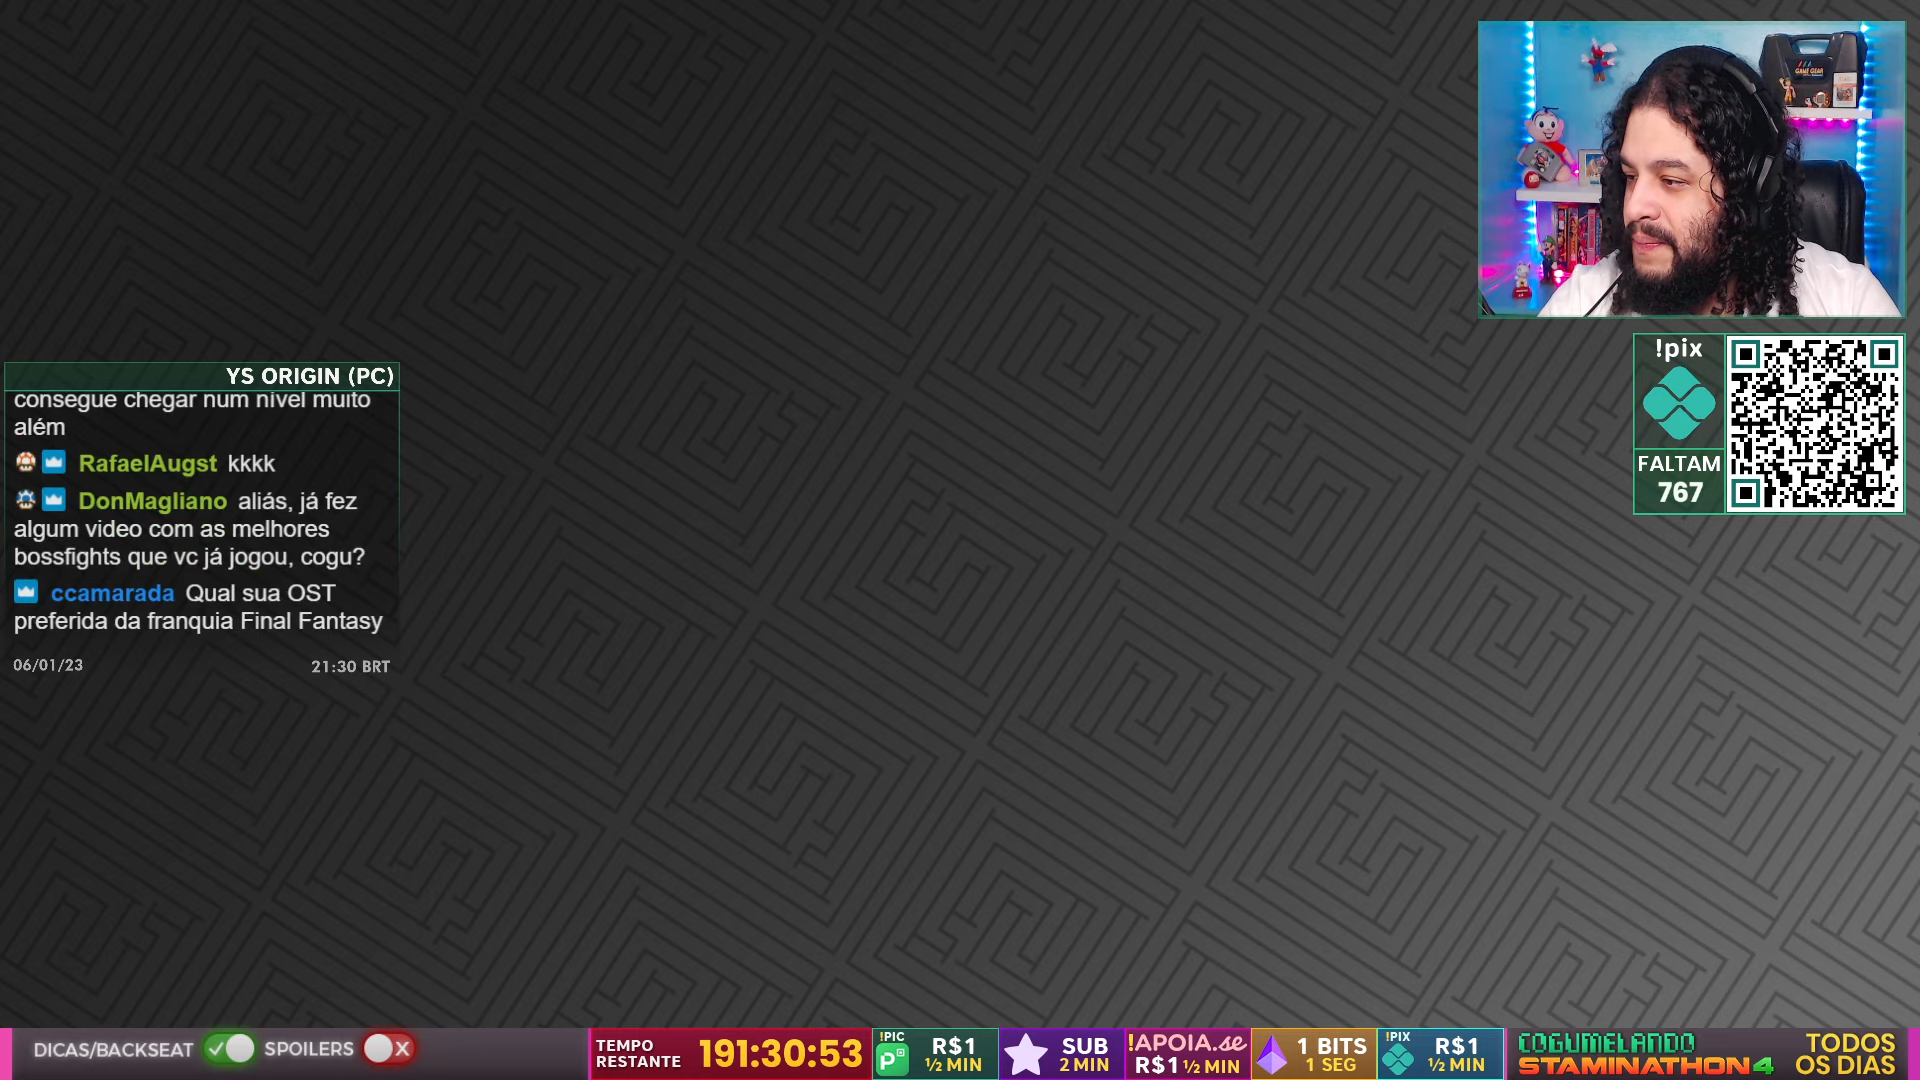 GAME GEAR
!pix
FALTAM
767
YS ORIGIN (PC)
consegue chegar num nível muito
além
RafaelAugst kkkk
DonMagliano aliás, já fez
algum video com as melhores
bossfights que vc já jogou, cogu?
ccamarada Qual sua OST
preferida da franquia Final Fantasy
06/01/23 21:30 BRT
DICAS/BACKSEAT SPOILERS X
TEMPO
RESTANTE
191:30:53
!PIC
R$1
½ MIN
SUB
2 MIN
!APOIA.se
R$1 ½ MIN
1 BITS
1 SEG
!PIX
R$1
½ MIN
COGUMELANDO
STAMINATHON 4
TODOS
OS DIAS